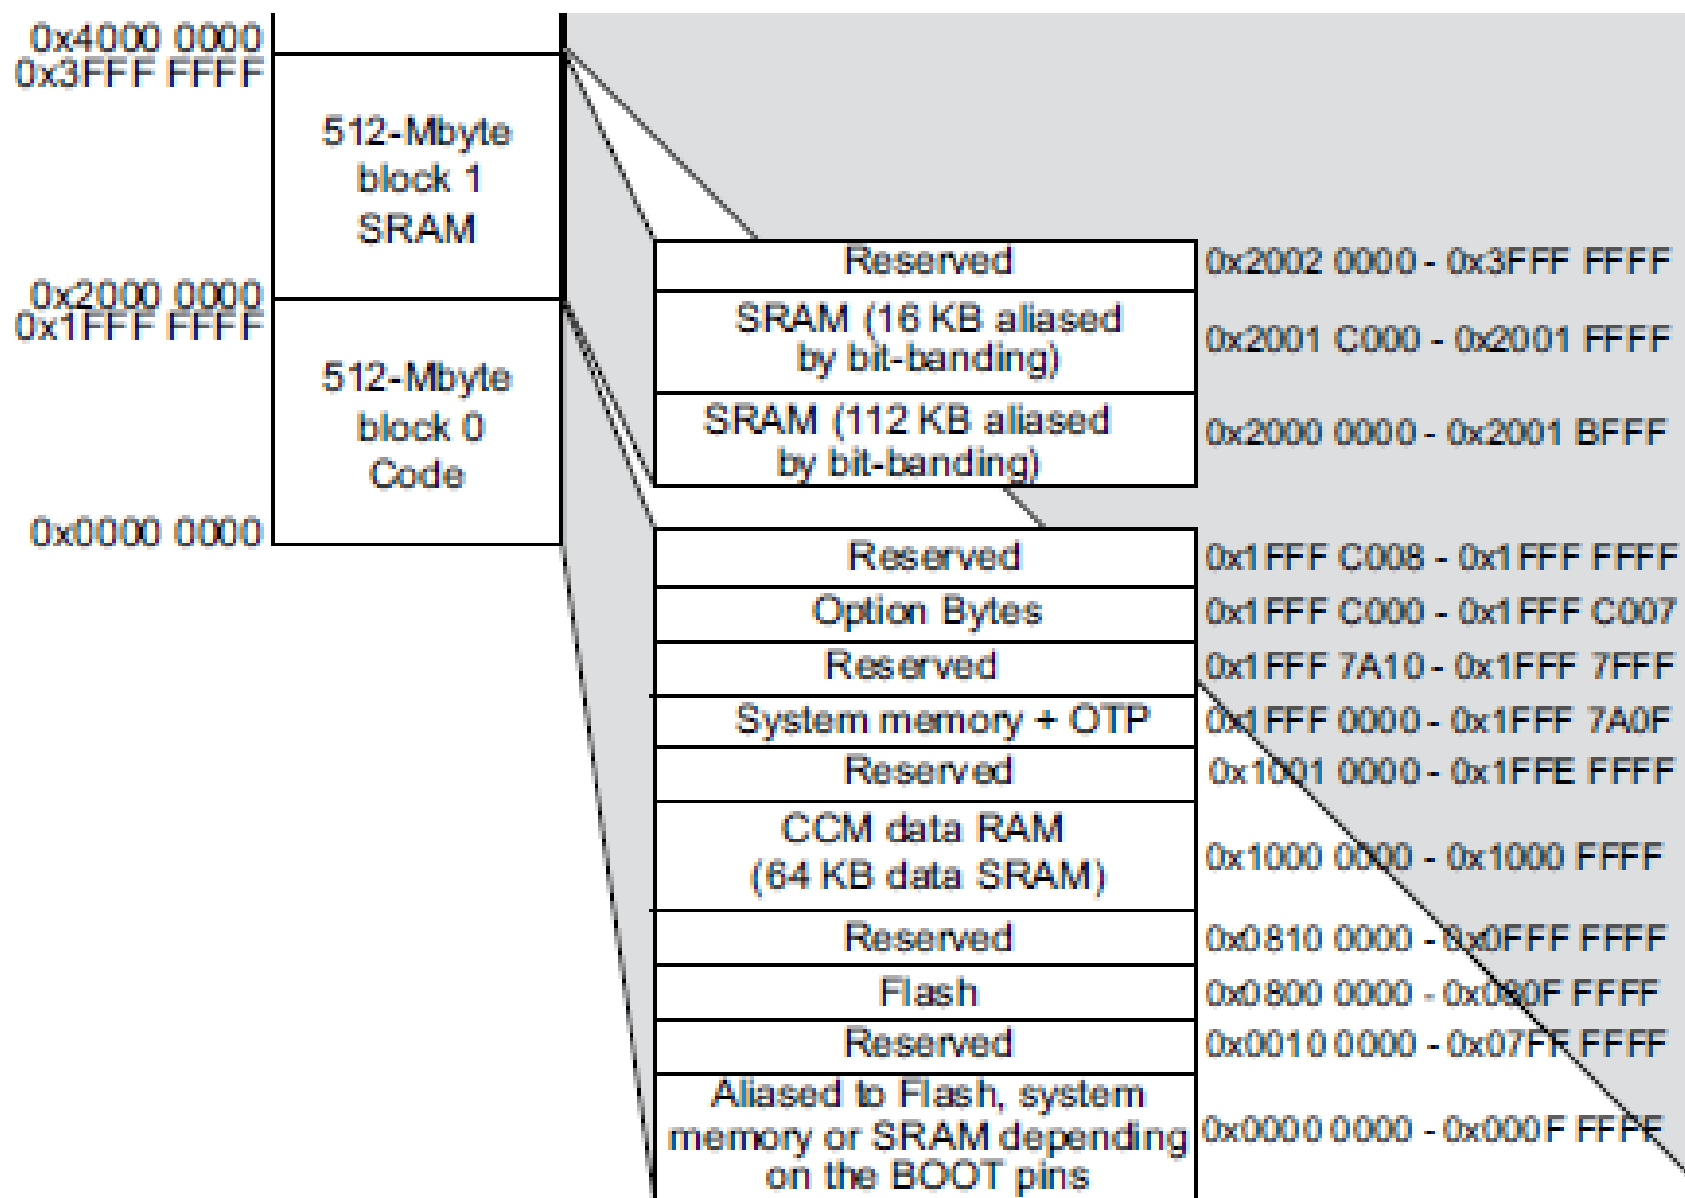 0x4000 0000
0x3FFF FFFF
512-Mbyte
block 1
SRAM
0x2000 0000
0x1FFF FFFF
512-Mbyte
block 0
Code
0x0000 0000
Reserved
0x2002 0000 - 0x3FFF FFFF
SRAM (16 KB aliased
by bit-banding)
0x2001 C000 - 0x2001 FFFF
SRAM (112 KB aliased
by bit-banding)
0x2000 0000 - 0x2001 BFFF
Reserved
0x1FFF C008 - 0x1FFF FFFF
Option Bytes
0x1FFF C000 - 0x1FFF C007
Reserved
0x1FFF 7A10 - 0x1FFF 7FFF
System memory + OTP
0x1FFF 0000 - 0x1FFF 7A0F
Reserved
0x1001 0000 - 0x1FFE FFFF
CCM data RAM
(64 KB data SRAM)
0x1000 0000 - 0x1000 FFFF
Reserved
0x0810 0000 - 0x0FFF FFFF
Flash
0x0800 0000 - 0x080F FFFF
Reserved
0x0010 0000 - 0x07FF FFFF
Aliased to Flash, system
memory or SRAM depending
on the BOOT pins
0x0000 0000 - 0x000F FFFF